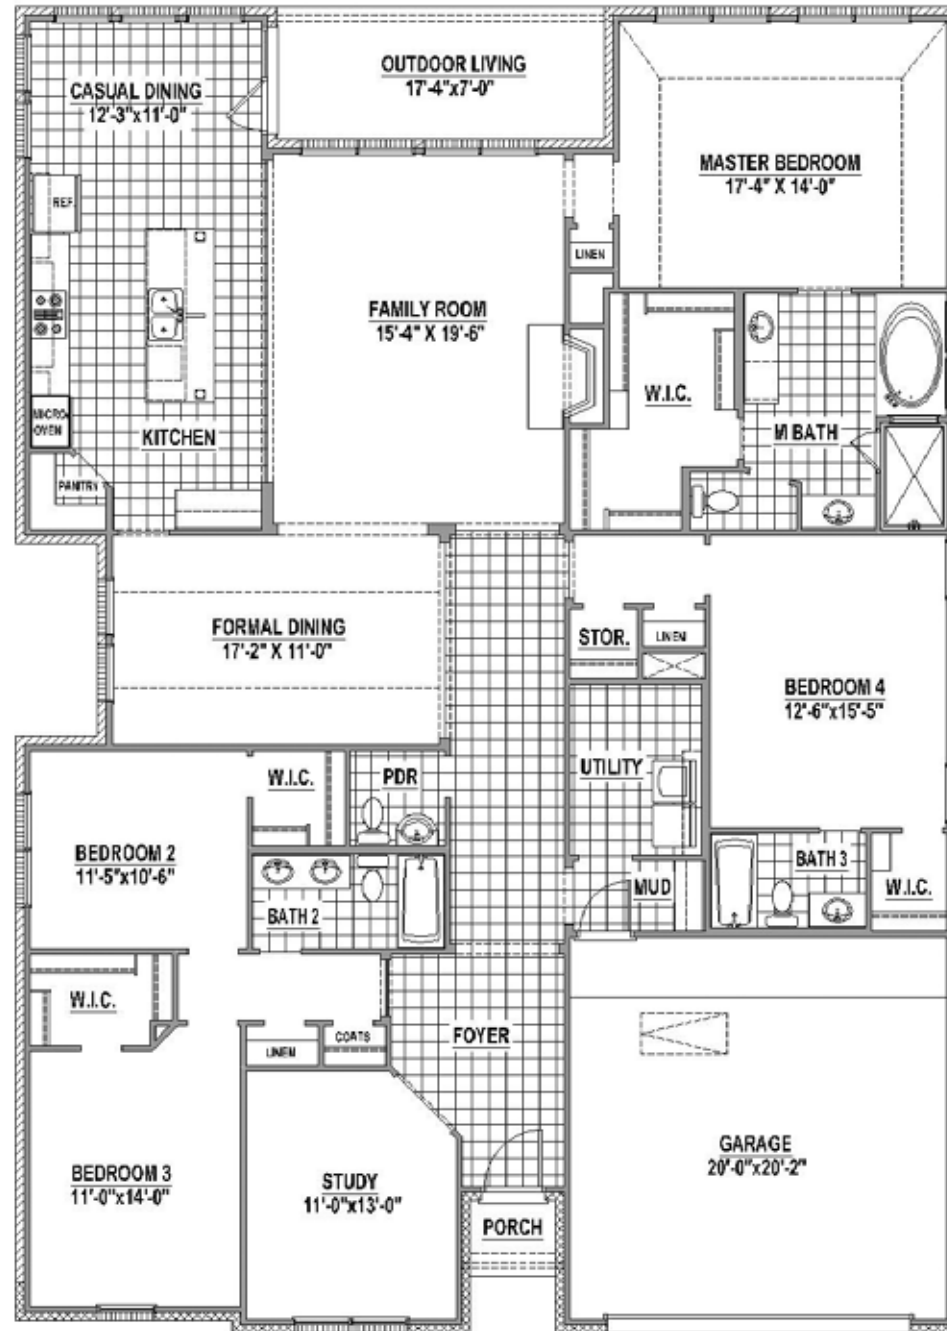 OUTDOOR LIVING
17'-4"x7'-0"
CASUAL DINING
12'-3"x11'-0"
MASTER BEDROOM
17'-4" X 14'-0"
REF.
LINEN
FAMILY ROOM
15'-4" X 19'-6"
W.I.C.
MICRO
OVEN
KITCHEN
M BATH
PANTRY
FORMAL DINING
17'-2" X 11'-0"
STOR.
LINEN
BEDROOM 4
12'-6"x15'-5"
W.I.C.
PDR
UTILITY
BEDROOM 2
11'-5"x10'-6"
BATH 3
MUD
W.I.C.
BATH 2
W.I.C.
FOYER
COATS
LINEN
GARAGE
20'-0"x20'-2"
BEDROOM 3
11'-0"x14'-0"
STUDY
11'-0"x13'-0"
PORCH